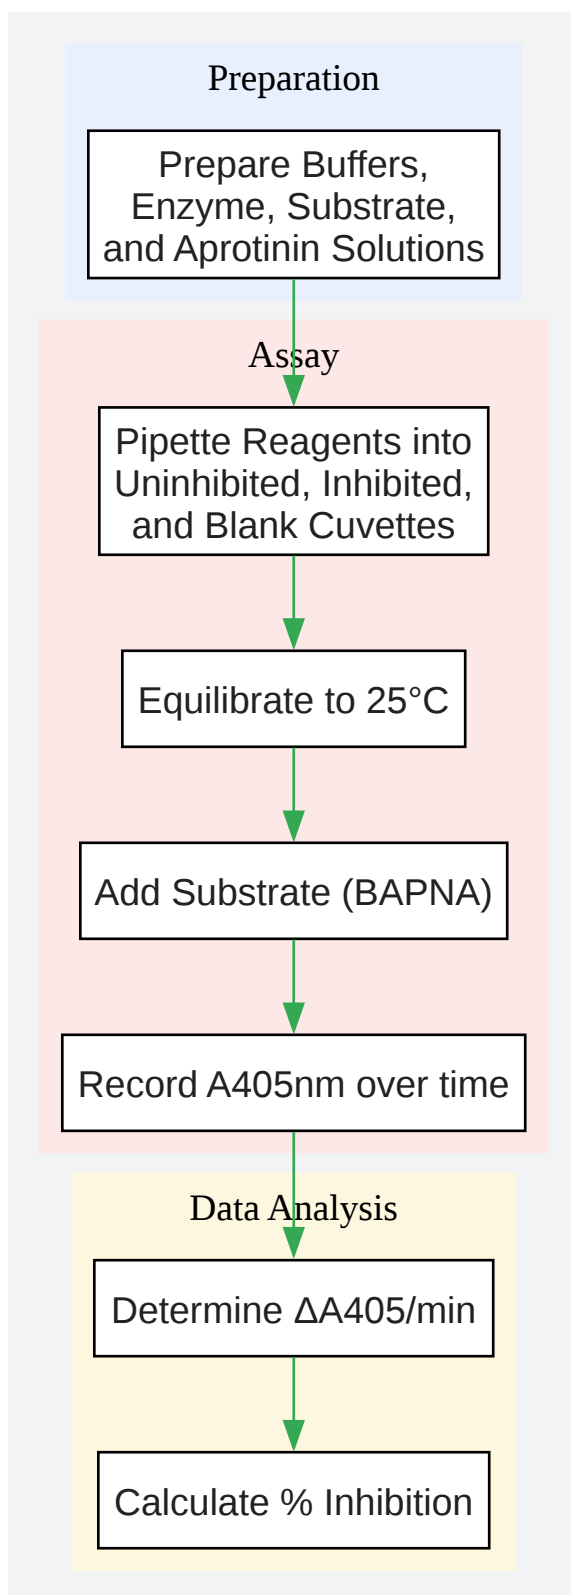 Preparation
Prepare Buffers,
Enzyme, Substrate,
and Aprotinin Solutions
Assay
Pipette Reagents into
Uninhibited, Inhibited,
and Blank Cuvettes
Equilibrate to 25°C
Add Substrate (BAPNA)
Record A405nm over time
Data Analysis
Determine ΔA405/min
Calculate % Inhibition